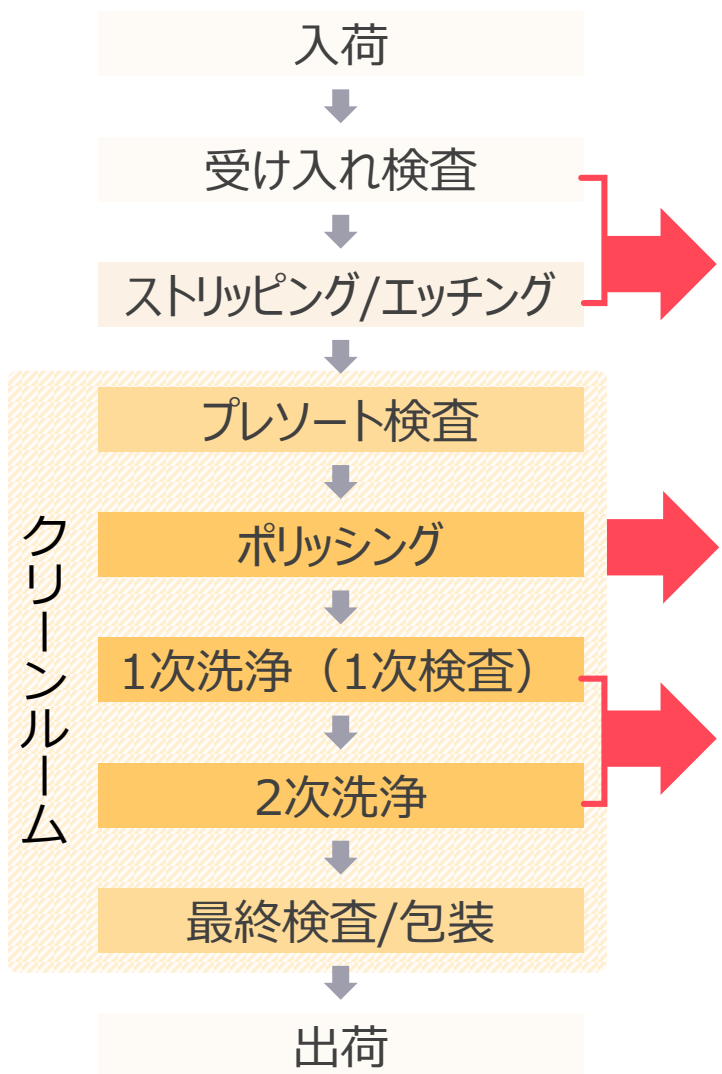 入荷
受け入れ検査
ストリッピング/エッチング
クリーンルーム
プレソート検査
ポリッシング
1次洗浄（1次検査）
2次洗浄
最終検査/包装
出荷